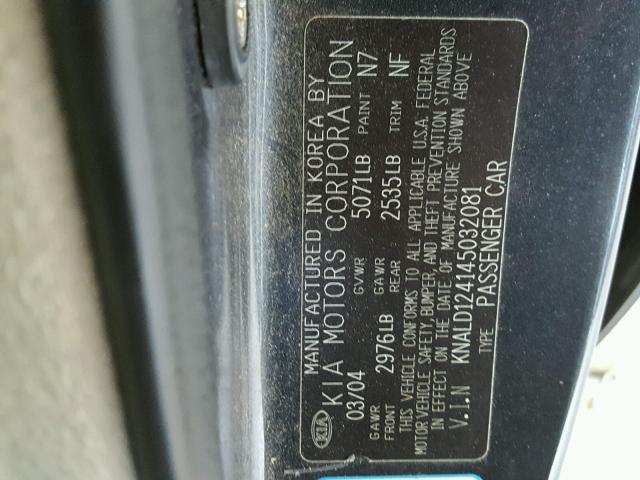 MANUFACTURED IN KOREA BY
KIA KIA MOTORS CORPORATION
03/04 GVWR 5071LB PAINT N7
GAWR FRONT 2976LB GAWR REAR 2535LB TRIM NF
THIS VEHICLE CONFORMS TO ALL APPLICABLE U.S.A. FEDERAL
MOTOR VEHICLE SAFETY, BUMPER, AND THEFT PREVENTION STANDARDS
IN EFFECT ON THE DATE OF MANUFACTURE SHOWN ABOVE
V.I.N KNALD124145032081
TYPE PASSENGER CAR